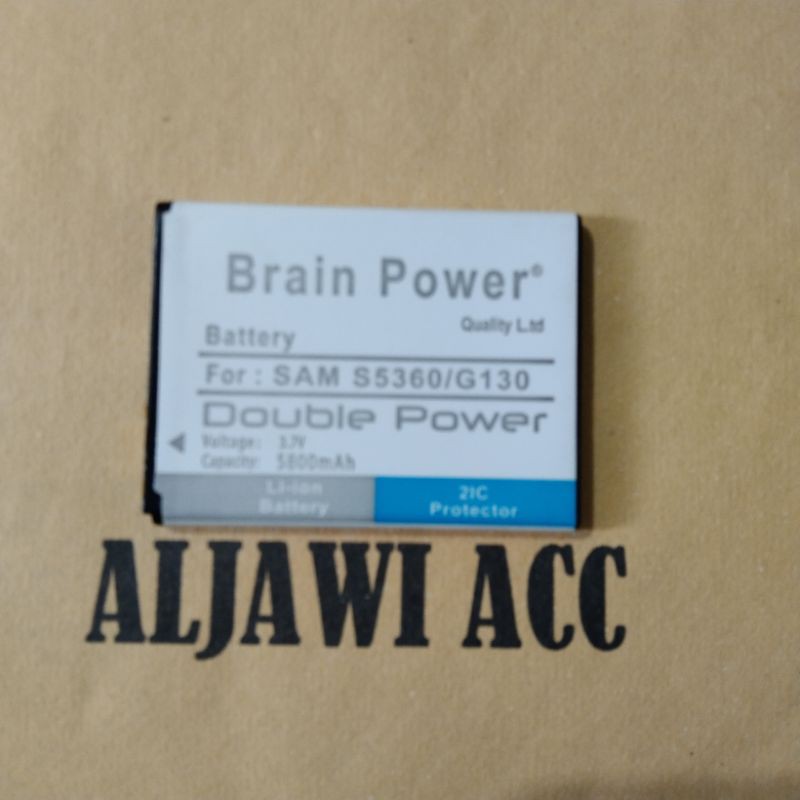 Brain Power®
Quality L.td
Battery
For : SAM S5360/G130
Double Power
Voltage: 3.7V
Capacity: 5800mAh
Li-ion
Battery
2IC
Protector
ALJAWI ACC